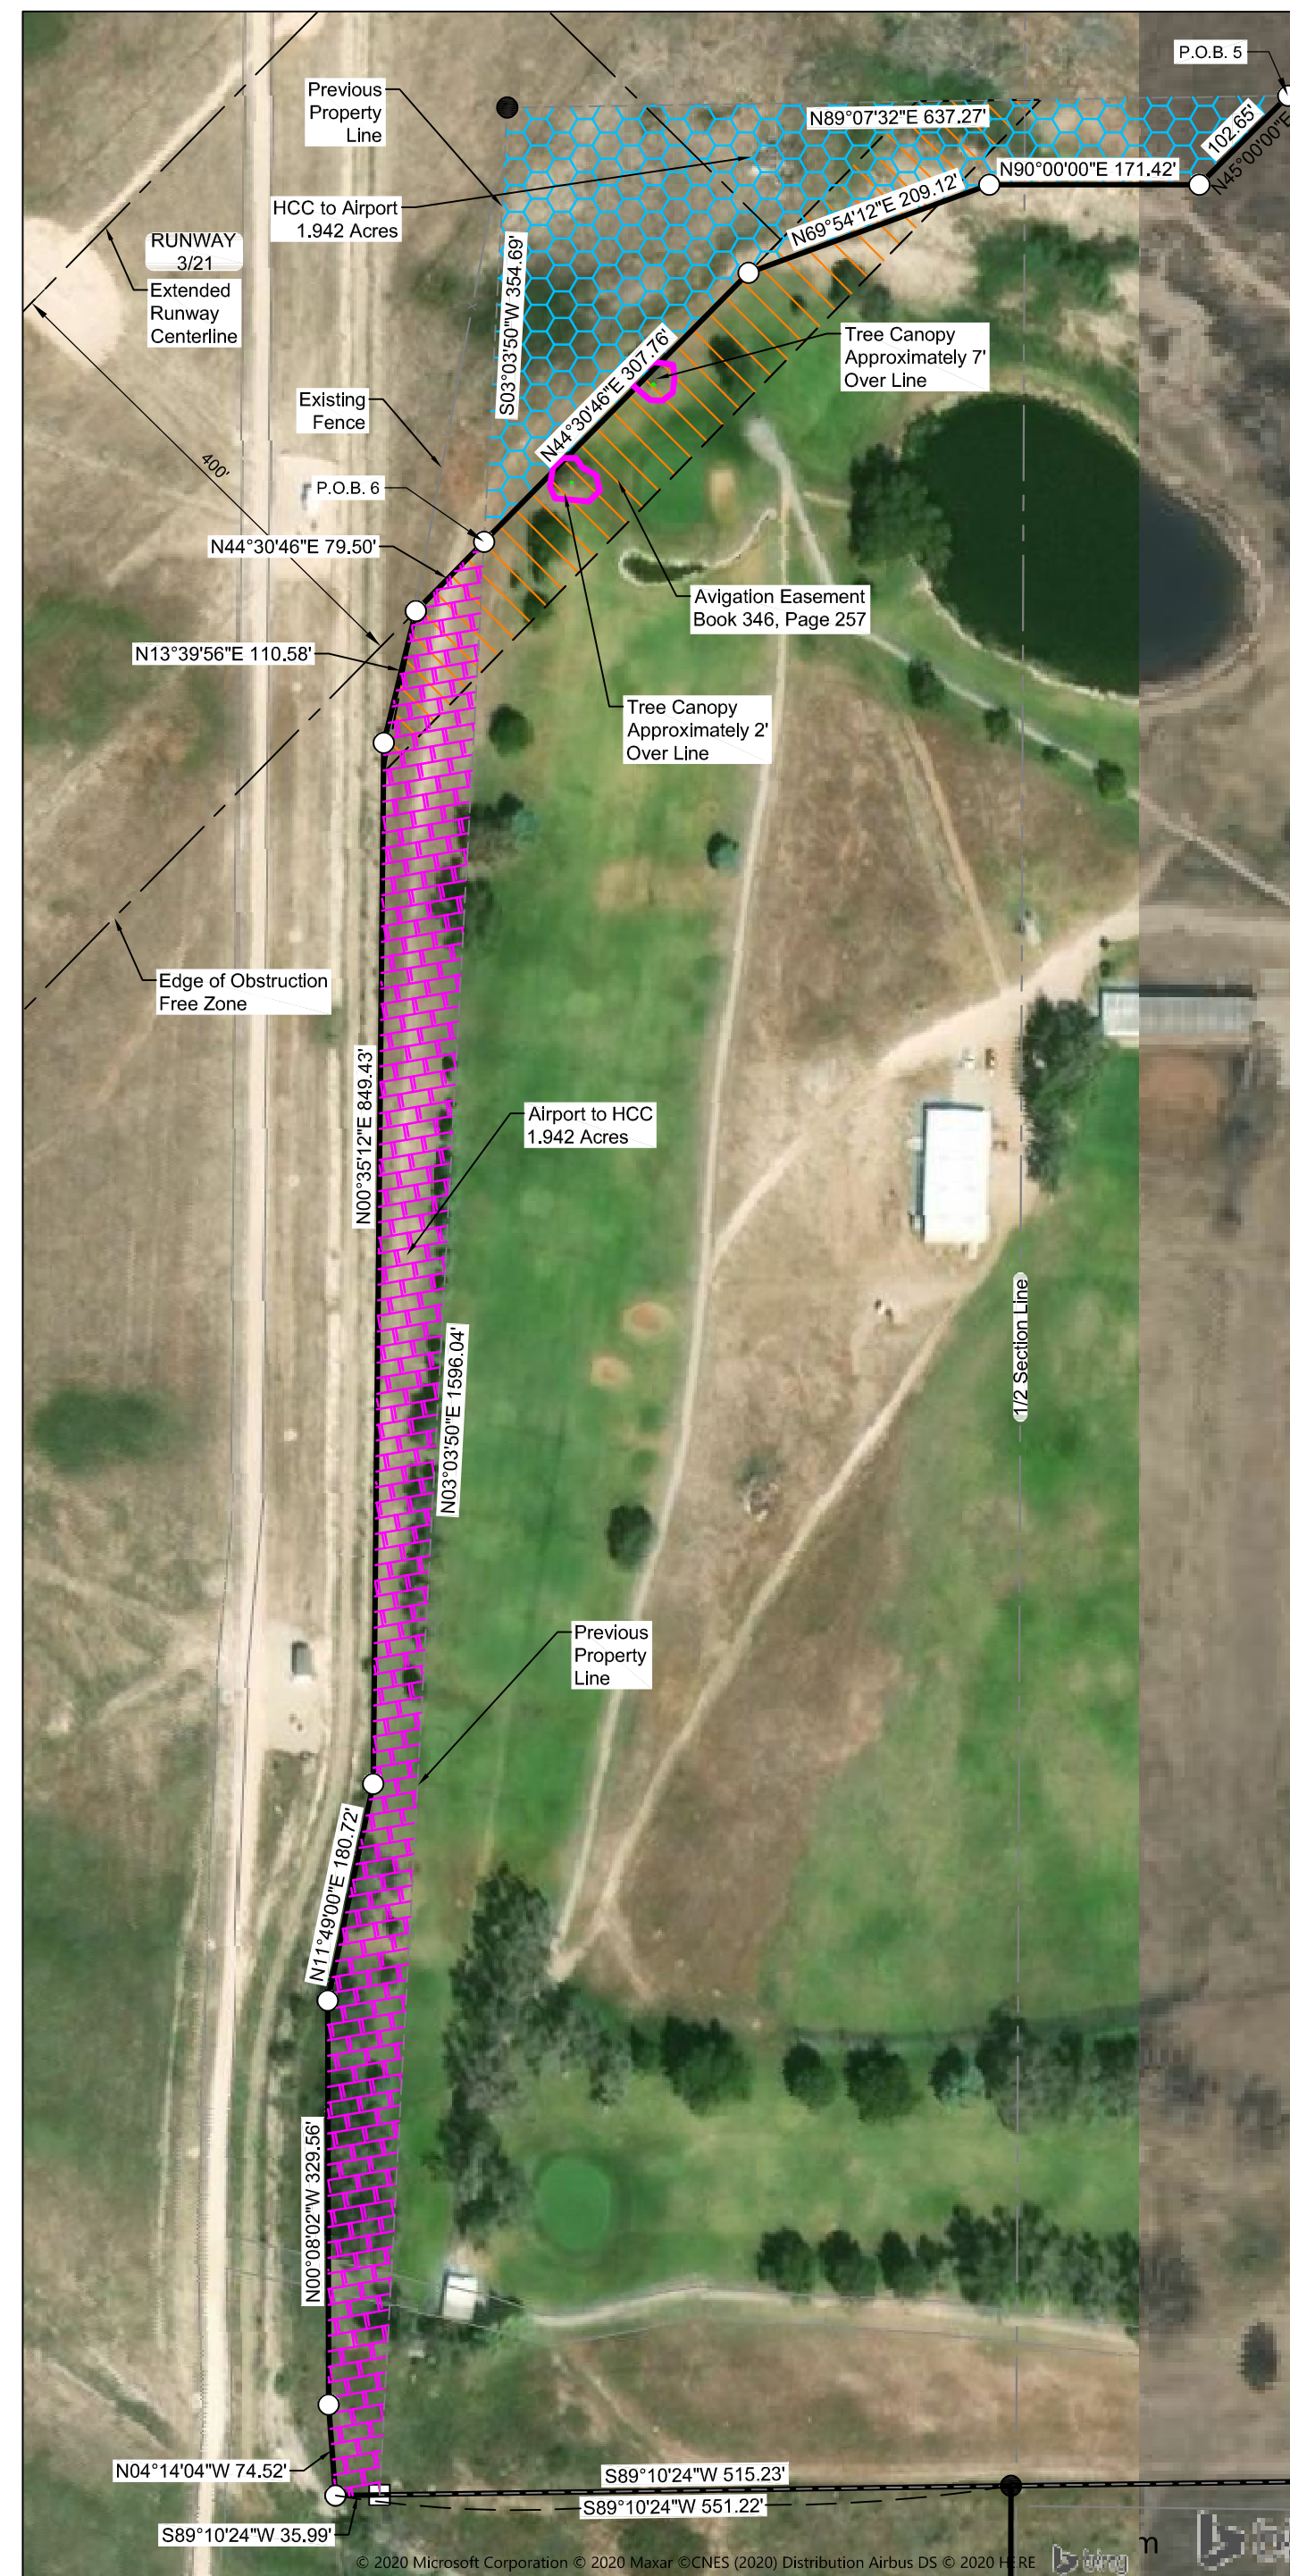 P.O.B. 5
Previous
Property
Line
N89°07'32"E 637.27'
102.65'
N45°00'00"E
N90°00'00"E 171.42'
HCC to Airport
1.942 Acres
N69°54'12"E 209.12'
RUNWAY
3/21
Extended
Runway
Centerline
S03°03'50"W 354.69'
Tree Canopy
Approximately 7'
Over Line
N44°30'46"E 307.76'
Existing
Fence
400'
P.O.B. 6
N44°30'46"E 79.50'
Avigation Easement
Book 346, Page 257
N13°39'56"E 110.58'
Tree Canopy
Approximately 2'
Over Line
Edge of Obstruction
Free Zone
N00°35'12"E 849.43'
Airport to HCC
1.942 Acres
1/2 Section Line
N03°03'50"E 1596.04'
Previous
Property
Line
N11°49'00"E 180.72'
N00°08'02"W 329.56'
N04°14'04"W 74.52'
S89°10'24"W 515.23'
S89°10'24"W 551.22'
S89°10'24"W 35.99'
© 2020 Microsoft Corporation © 2020 Maxar ©CNES (2020) Distribution Airbus DS © 2020 HERE
bing
m